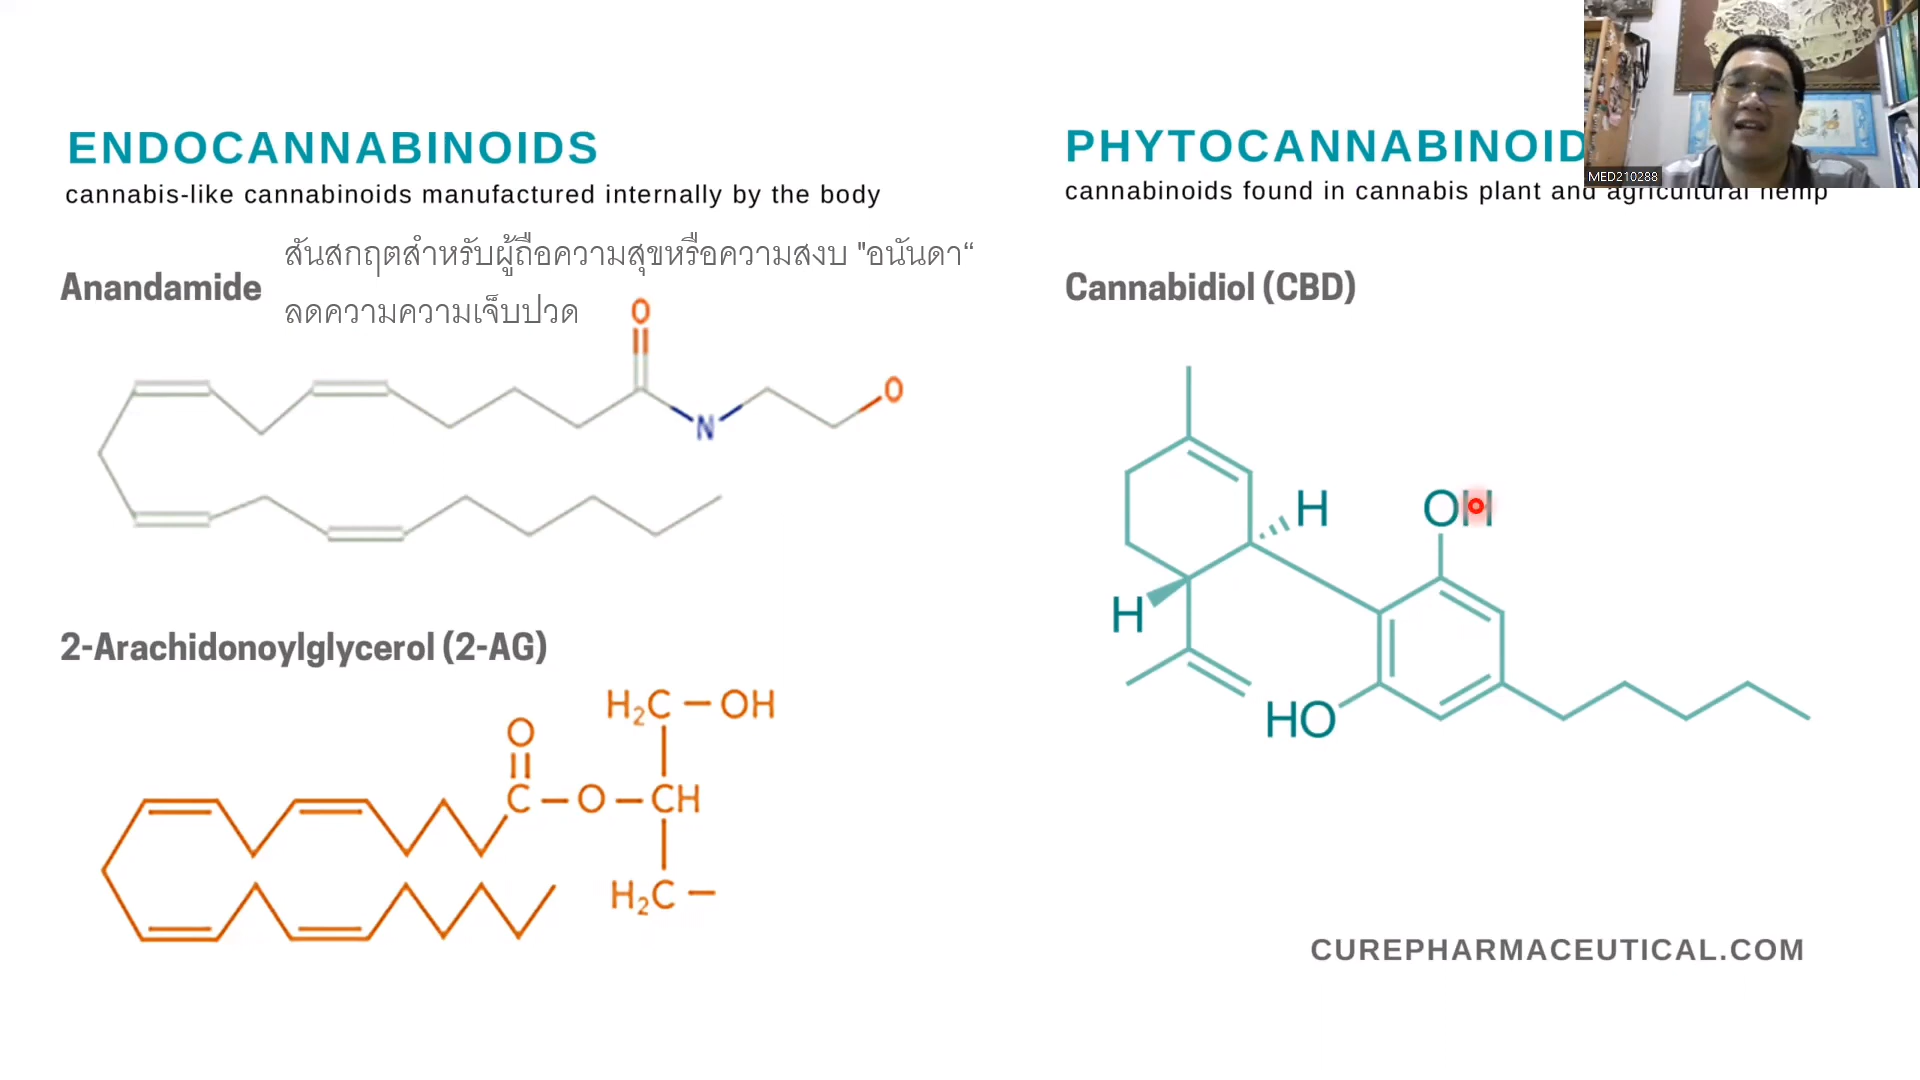 ENDOCANNABINOIDS
cannabis-like cannabinoids manufactured internally by the body
Anandamide
สันสกฤตสำหรับผู้ถือความสุขหรือความสงบ "อนันดา“
ลดความความเจ็บปวด
O
N
O
2-Arachidonoylglycerol (2-AG)
H₂C – OH
O
C – O – CH
H₂C –
PHYTOCANNABINOID
cannabinoids found in cannabis plant and agricultural hemp
MED210288
Cannabidiol (CBD)
H
OH
H
HO
CUREPHARMACEUTICAL.COM